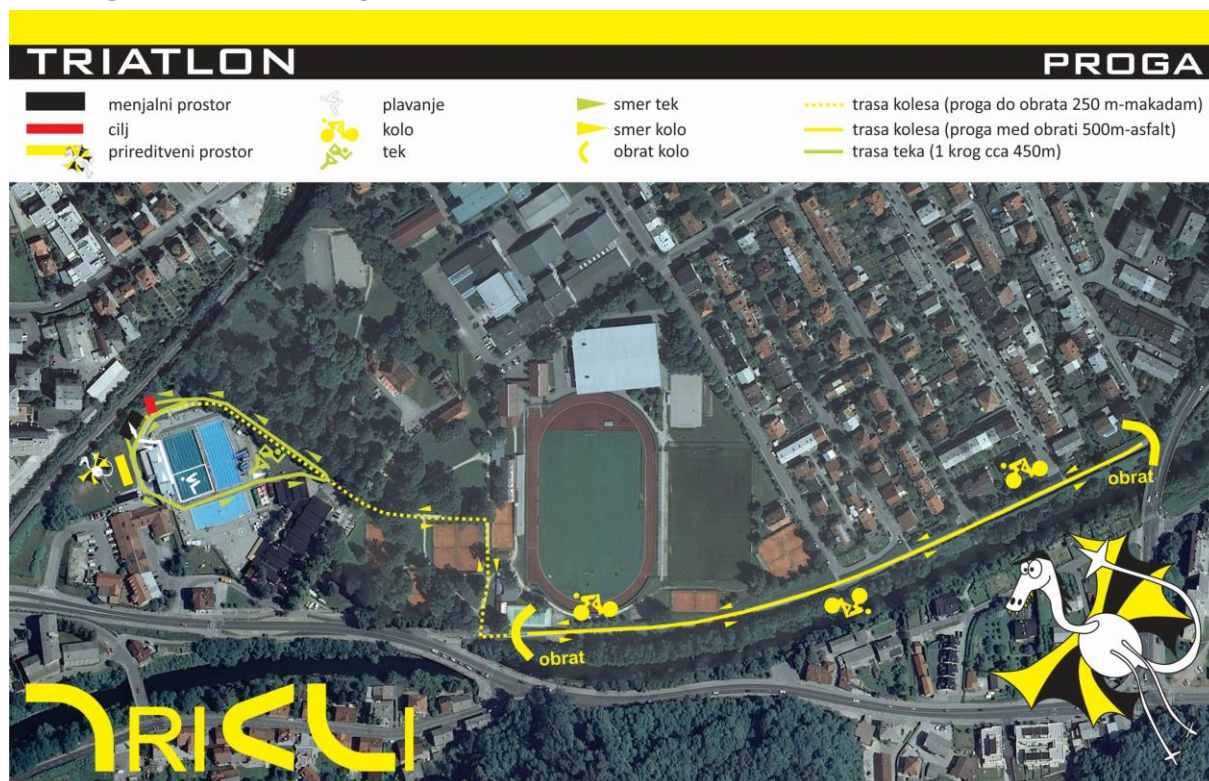 TRIATLON
PROGA
menjalni prostor
cilj
prireditveni prostor
plavanje
kolo
tek
smer tek
smer kolo
obrat kolo
trasa kolesa (proga do obrata 250 m-makadam)
trasa kolesa (proga med obrati 500m-asfalt)
trasa teka (1 krog cca 450m)
obrat
obrat
TRIKLI